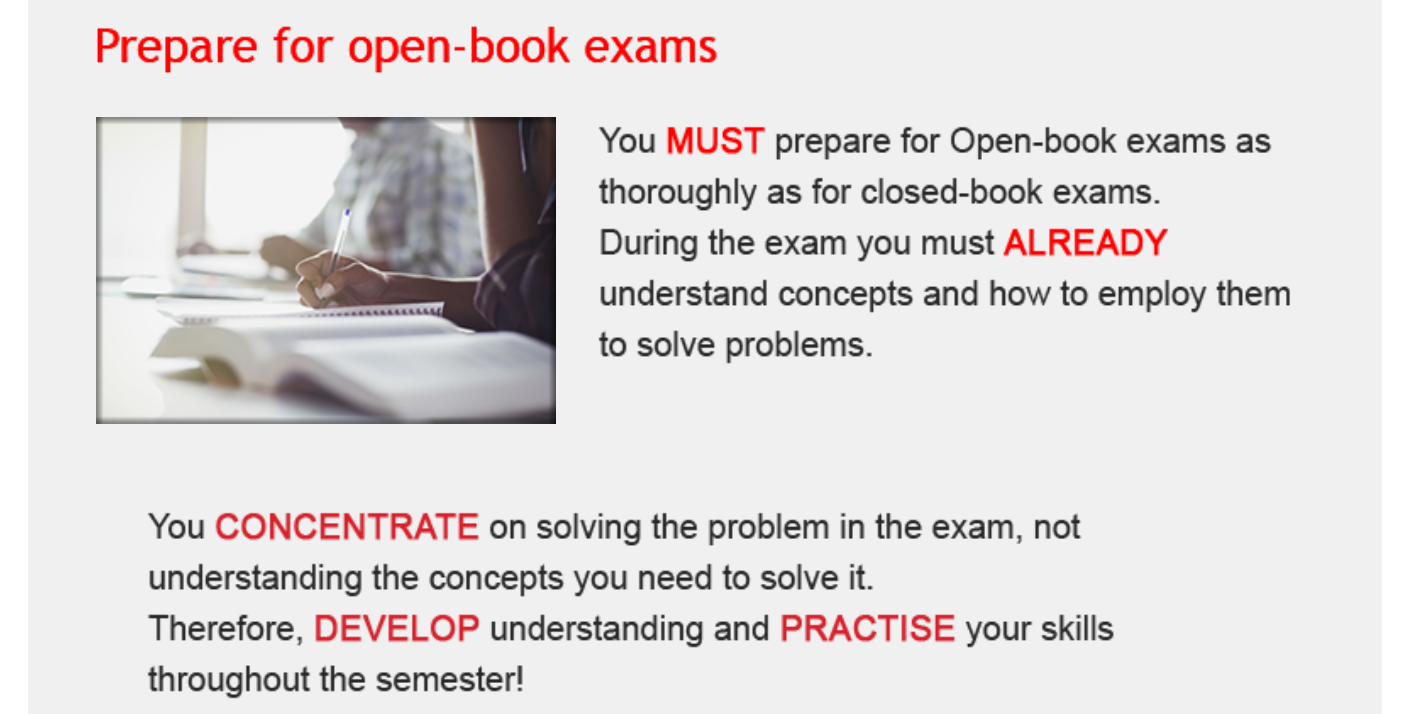 Prepare for open-book exams
You MUST prepare for Open-book exams as
thoroughly as for closed-book exams.
During the exam you must ALREADY
understand concepts and how to employ them
to solve problems.
You CONCENTRATE on solving the problem in the exam, not
understanding the concepts you need to solve it.
Therefore, DEVELOP understanding and PRACTISE your skills
throughout the semester!